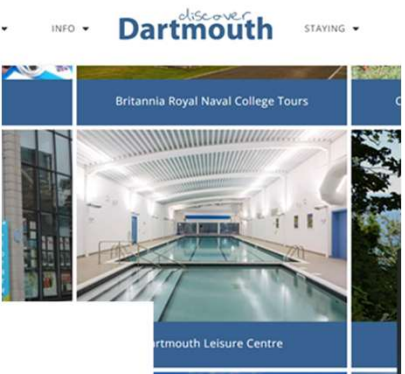 INFO
discover
Dartmouth
STAYING
Britannia Royal Naval College Tours
artmouth Leisure Centre